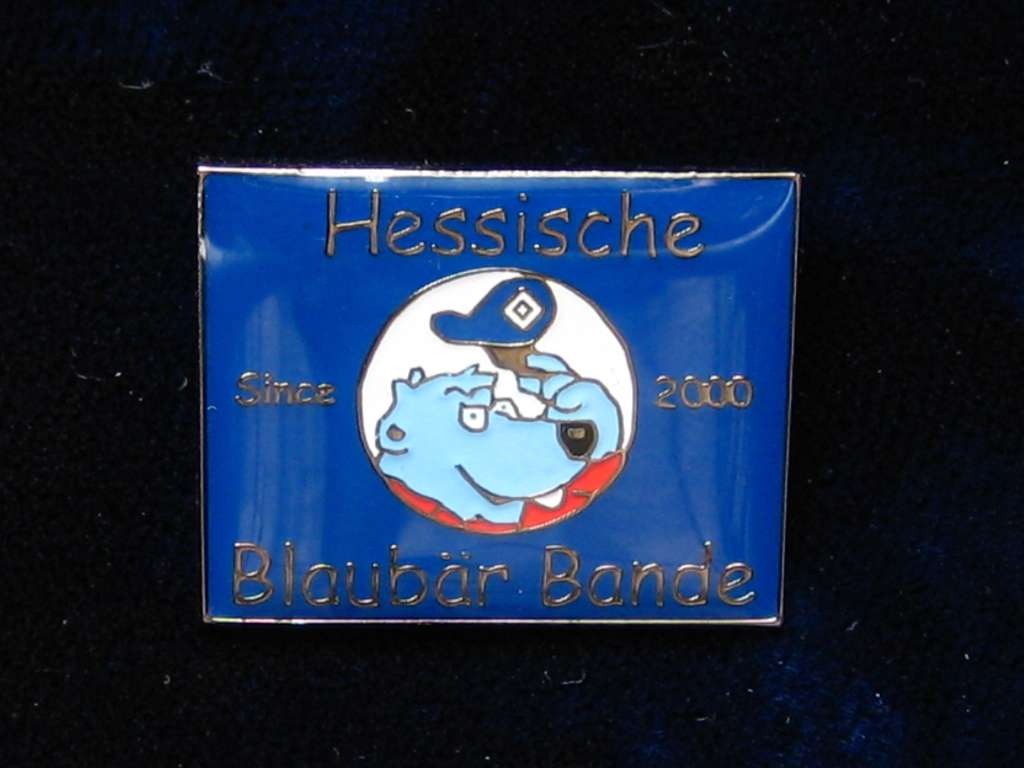 Hessische
Since 2000
Blaubär Bande